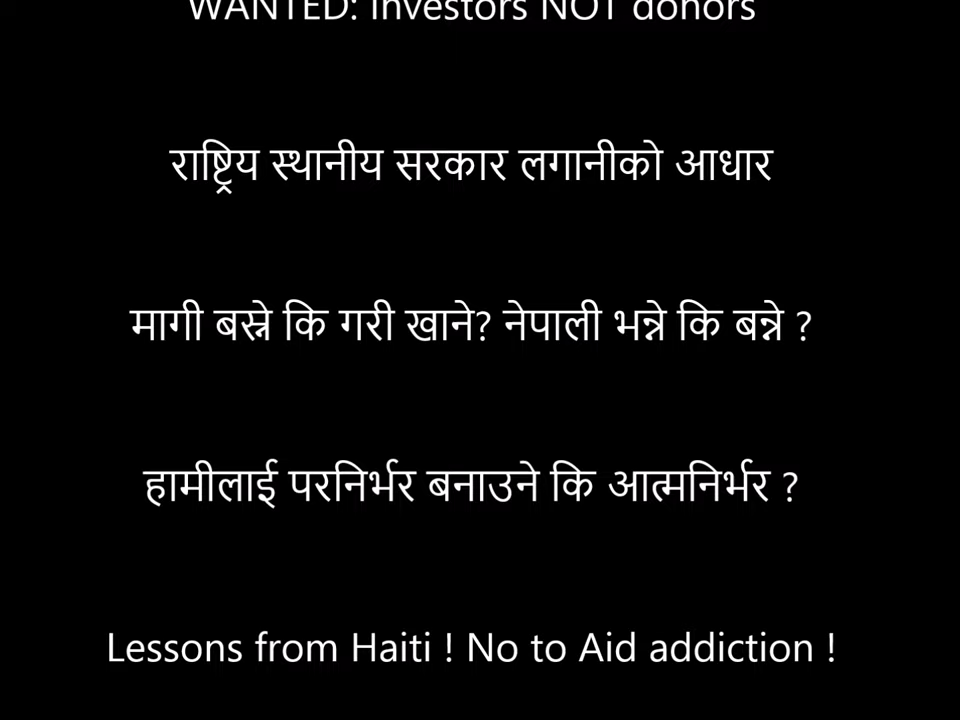 WANTED: Investors NOT donors
राष्ट्रिय स्थानीय सरकार लगानीको आधार
मागी बस्ने कि गरी खाने? नेपाली भन्ने कि बन्ने ?
हामीलाई परनिर्भर बनाउने कि आत्मनिर्भर ?
Lessons from Haiti ! No to Aid addiction !